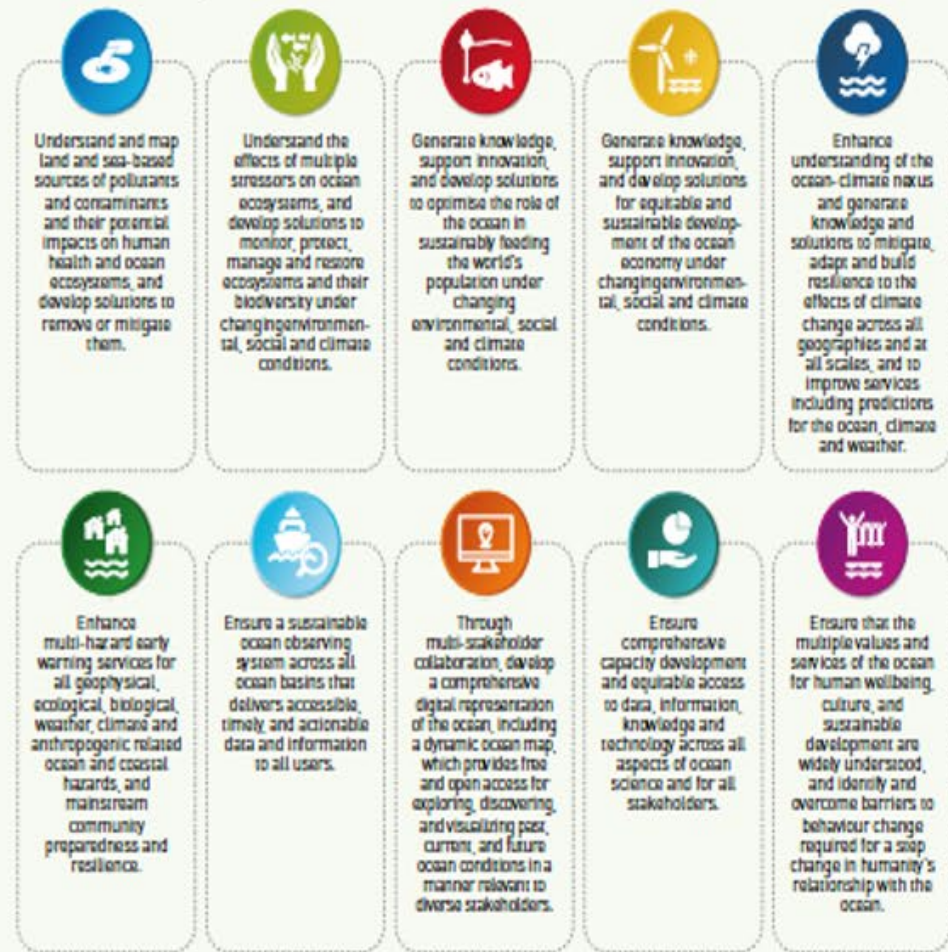 Understand and map
land and sea-based
sources of pollutants
and contaminants
and their potential
impacts on human
health and ocean
ecosystems, and
develop solutions to
remove or mitigate
them.
Understand the
effects of multiple
stressors on ocean
ecosystems, and
develop solutions to
monitor, protect,
manage and restore
ecosystems and their
biodiversity under
changingenvironmen-
tal, social and climate
conditions.
Generate knowledge,
support innovation,
and develop solutions
to optimise the role of
the ocean in
sustainably feeding
the world's
population under
changing
environmental, social
and climate
conditions.
Generate knowledge,
support innovation,
and develop solutions
for equitable and
sustainable develop-
ment of the ocean
economy under
changingenvironmen-
tal, social and climate
conditions.
Enhance
understanding of the
ocean-climate nexus
and generate
knowledge and
solutions to mitigate,
adapt and build
resilience to the
effects of climate
change across all
geographies and at
all scales, and to
improve services
including predictions
for the ocean, climate
and weather.
Enhance
multi-hazard early
warning services for
all geophysical,
ecological, biological,
weather, climate and
anthropogenic related
ocean and coastal
hazards, and
mainstream
community
preparedness and
resilience.
Ensure a sustainable
ocean observing
system across all
ocean basins that
delivers accessible,
timely, and actionable
data and information
to all users.
Through
multi-stakeholder
collaboration, develop
a comprehensive
digital representation
of the ocean, including
a dynamic ocean map,
which provides free
and open access for
exploring, discovering,
and visualizing past,
current, and future
ocean conditions in a
manner relevant to
diverse stakeholders.
Ensure
comprehensive
capacity development
and equitable access
to data, information,
knowledge and
technology across all
aspects of ocean
science and for all
stakeholders.
Ensure that the
multiple values and
services of the ocean
for human wellbeing,
culture, and
sustainable
development are
widely understood,
and identify and
overcome barriers to
behaviour change
required for a step
change in humanity's
relationship with the
ocean.